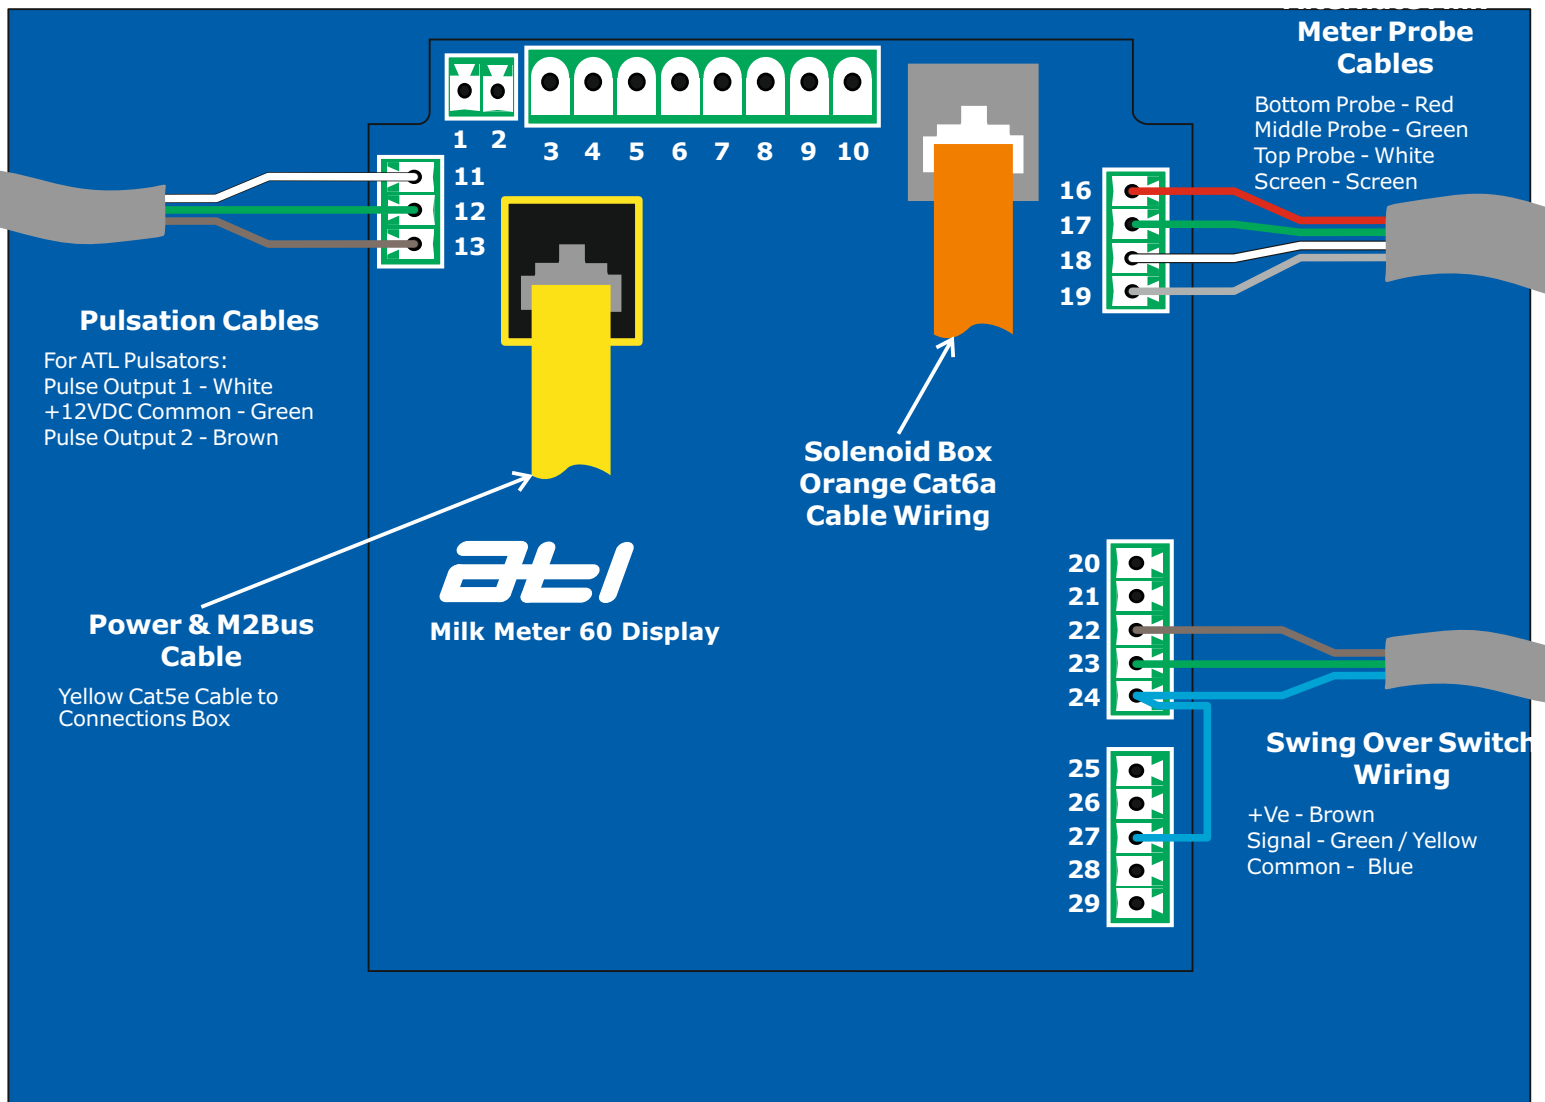 Meter Probe
Cables
Bottom Probe - Red
Middle Probe - Green
Top Probe - White
Screen - Screen
1 2 3 4 5 6 7 8 9 10
11
12
13
16
17
18
19
Pulsation Cables
For ATL Pulsators:
Pulse Output 1 - White
+12VDC Common - Green
Pulse Output 2 - Brown
Solenoid Box
Orange Cat6a
Cable Wiring
atl
Milk Meter 60 Display
Power & M2Bus
Cable
Yellow Cat5e Cable to
Connections Box
20
21
22
23
24
25
26
27
28
29
Swing Over Switch
Wiring
+Ve - Brown
Signal - Green / Yellow
Common - Blue